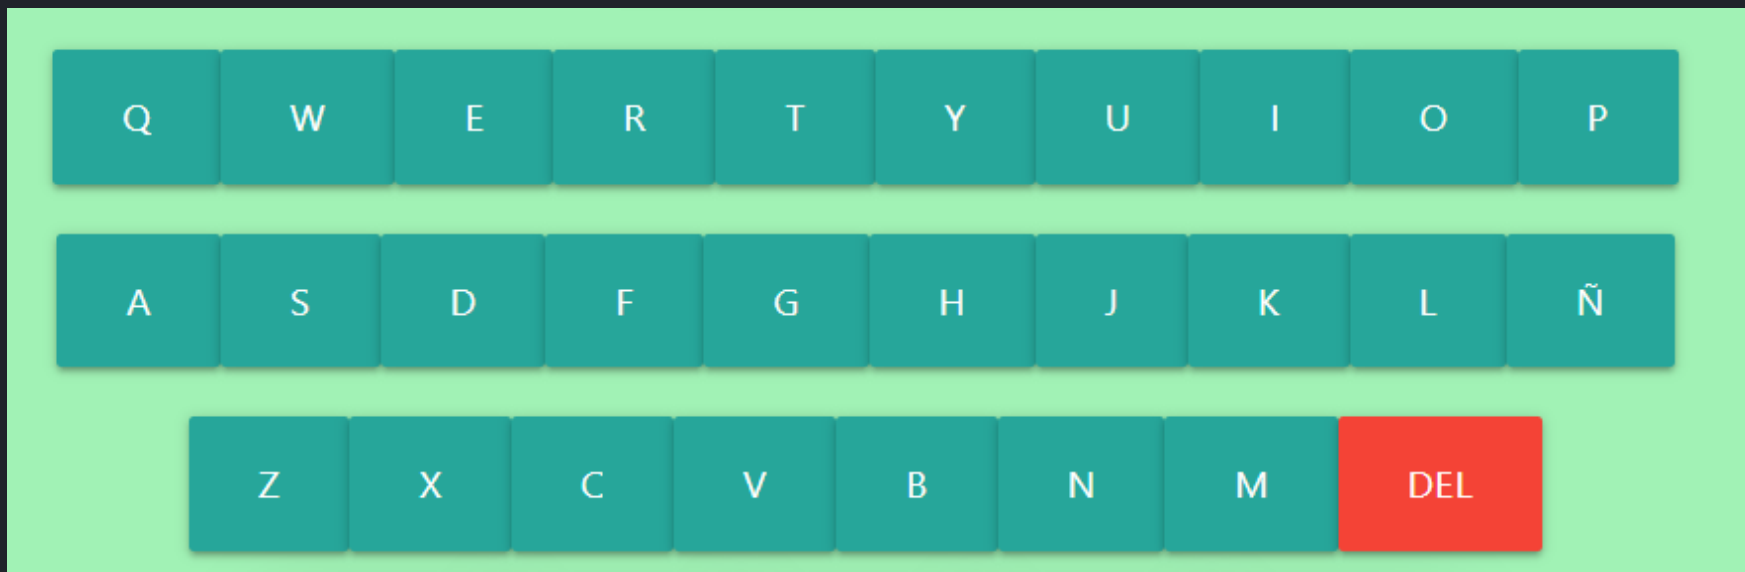 Q W E R T Y U I O P
A S D F G H J K L Ñ
Z X C V B N M DEL